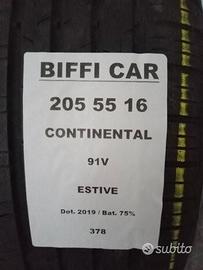 BIFFI CAR
205 55 16
CONTINENTAL
91V
ESTIVE
Dot. 2019 / Bat. 75%
378
subito